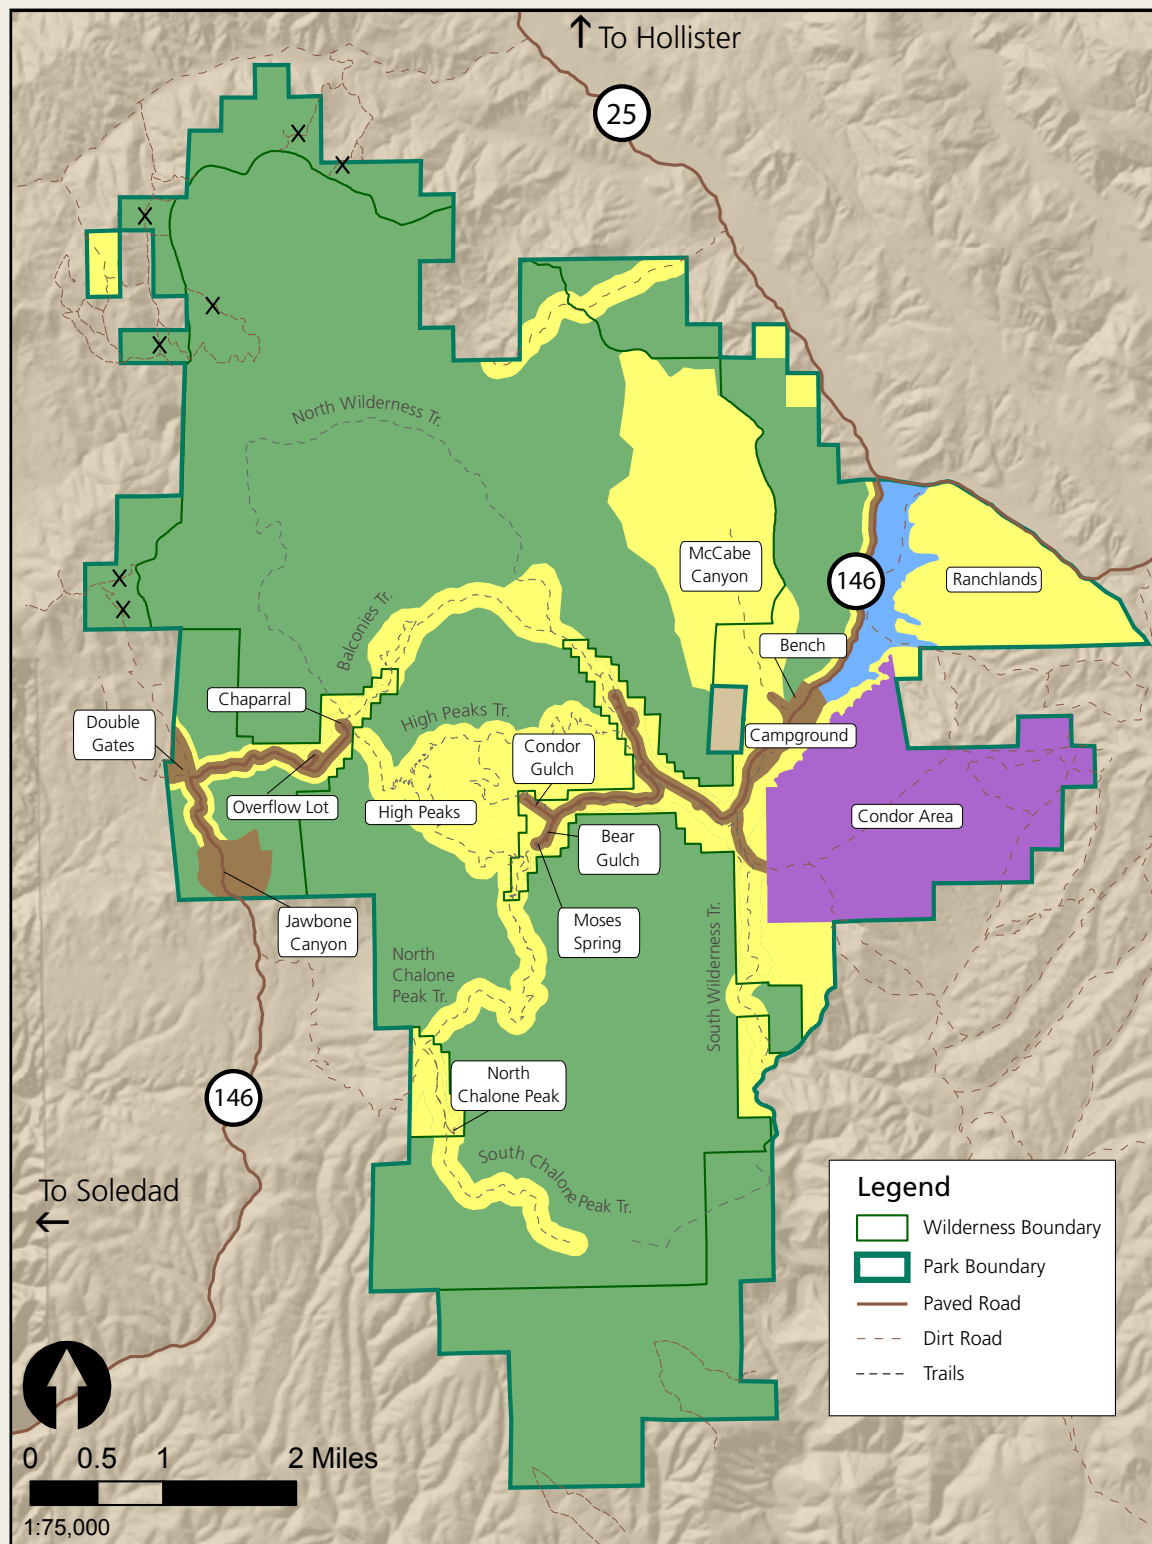 ↑ To Hollister
25
X
X
X
X
X
North Wilderness Tr.
McCabe
Canyon
146
Ranchlands
X
X
Balconies Tr.
Bench
Chaparral
High Peaks Tr.
Double
Gates
Condor
Gulch
Campground
Overflow Lot
High Peaks
Condor Area
Bear
Gulch
Jawbone
Canyon
Moses
Spring
North
Chalone
Peak Tr.
South Wilderness Tr.
North
Chalone Peak
146
South Chalone Peak Tr.
To Soledad
←
Legend
Wilderness Boundary
Park Boundary
Paved Road
Dirt Road
Trails
0 0.5 1 2 Miles
1:75,000